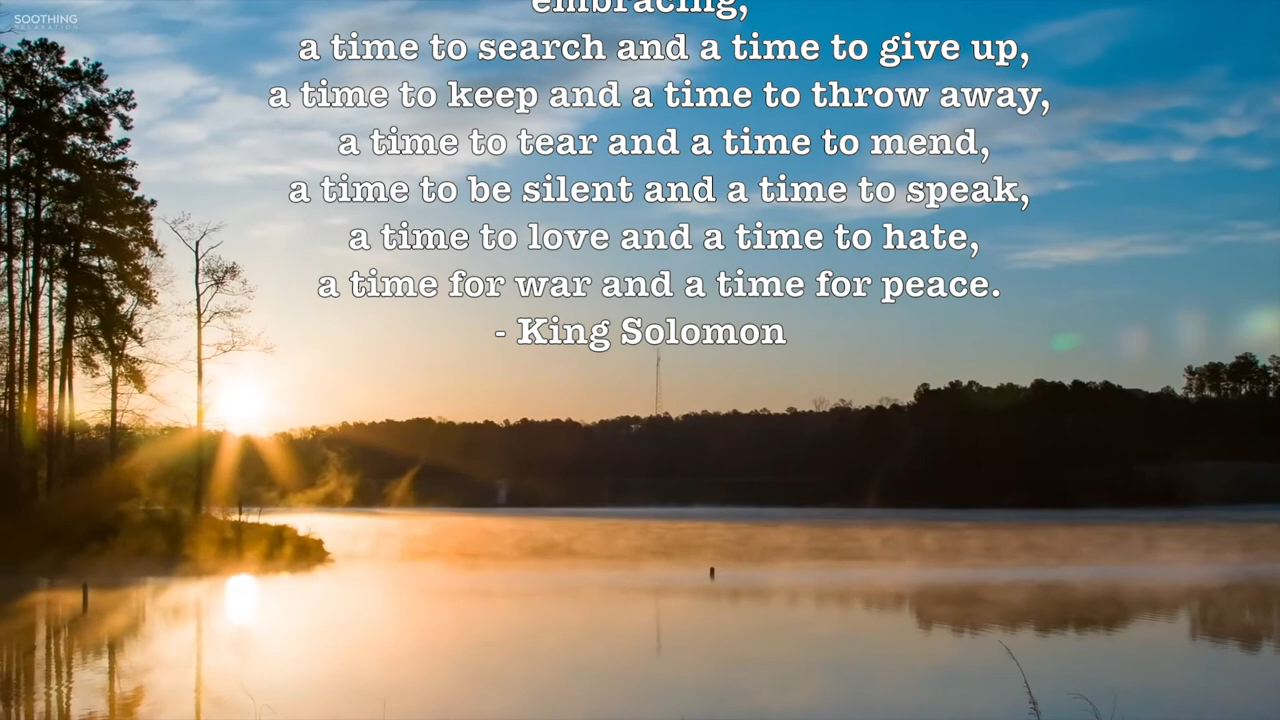 SOOTHING
RELAXATION
embracing,
a time to search and a time to give up,
a time to keep and a time to throw away,
a time to tear and a time to mend,
a time to be silent and a time to speak,
a time to love and a time to hate,
a time for war and a time for peace.
- King Solomon